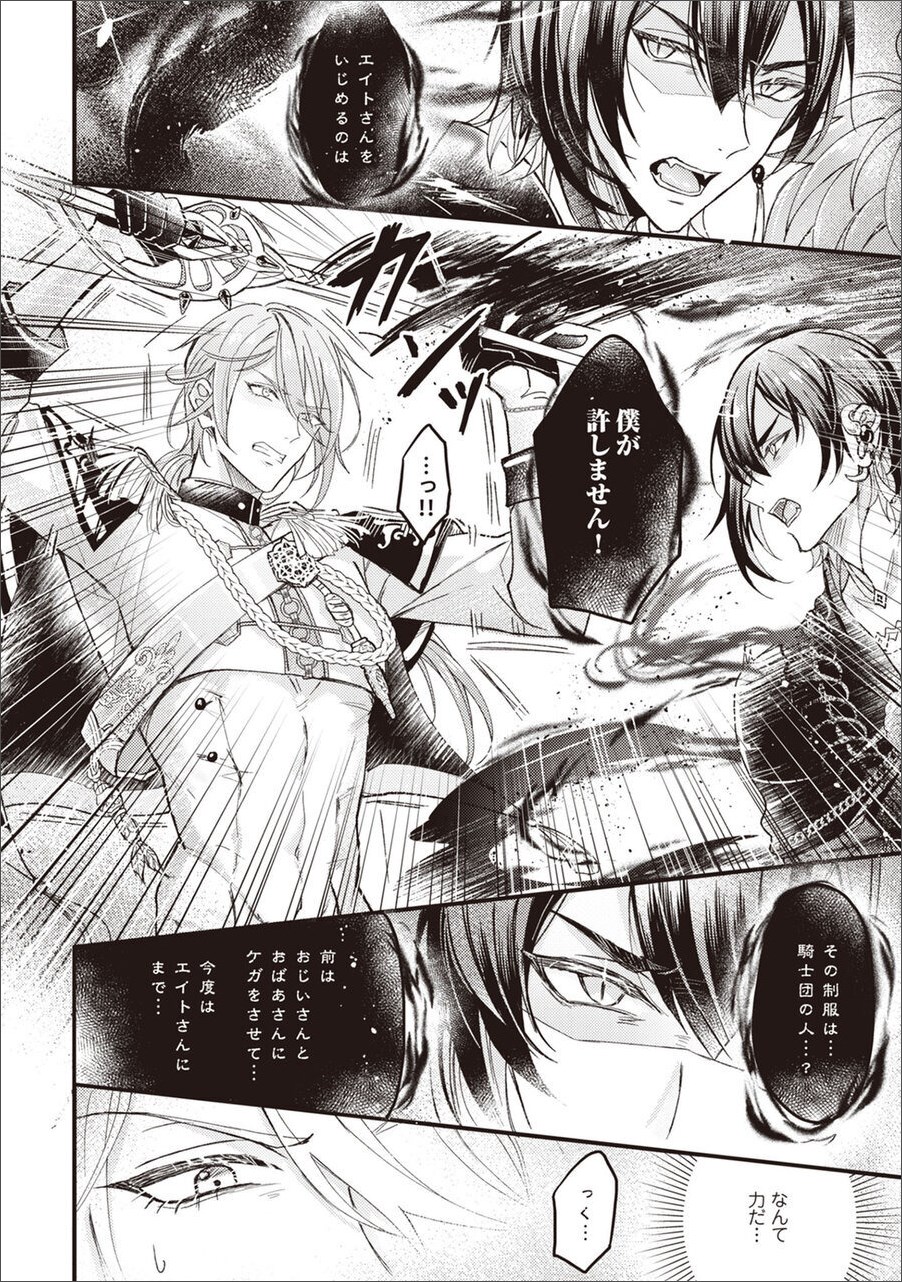 エイトさんを
いじめるのは
僕が
許しません!
ガッ
…っ!!
その制服は…
騎士団の人…?
前は
おじいさんと
おばあさんに
ケガをさせて…
今度は
エイトさんに
まで…
なんて
力だ…
っく…